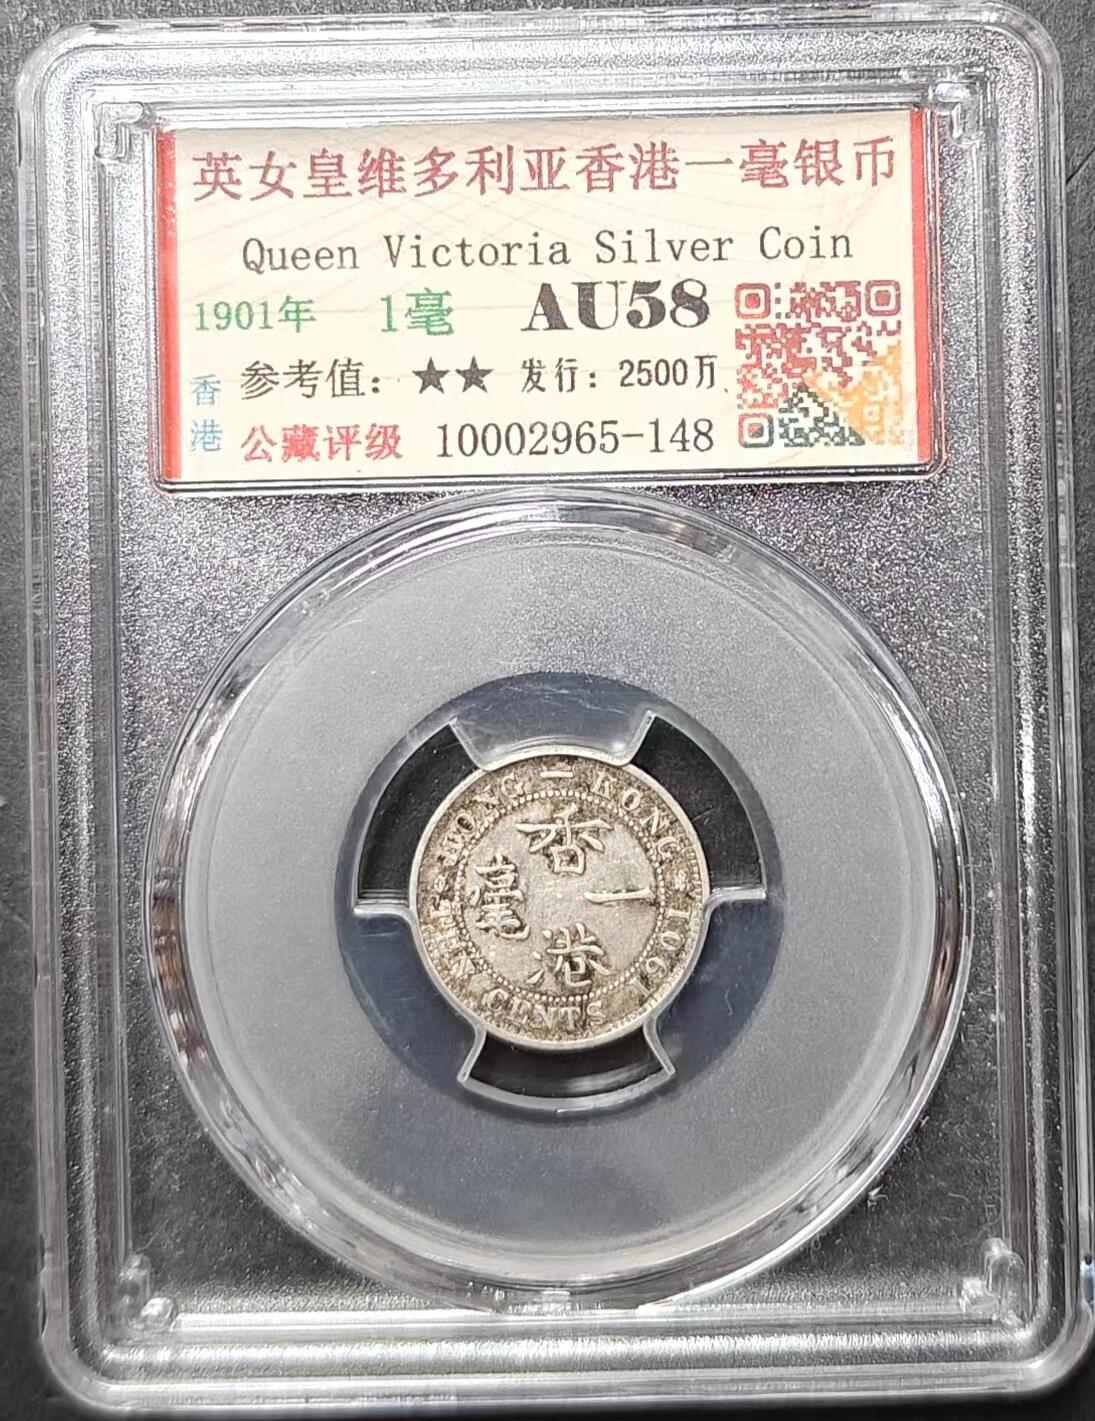 英女皇维多利亚香港一毫银币
Queen Victoria Silver Coin
1901年 1毫 AU58
香港
参考值：★★ 发行：2500万
公藏评级 10002965-148
HONG - KONG
1901
TEN CENTS
香
毫 一
港